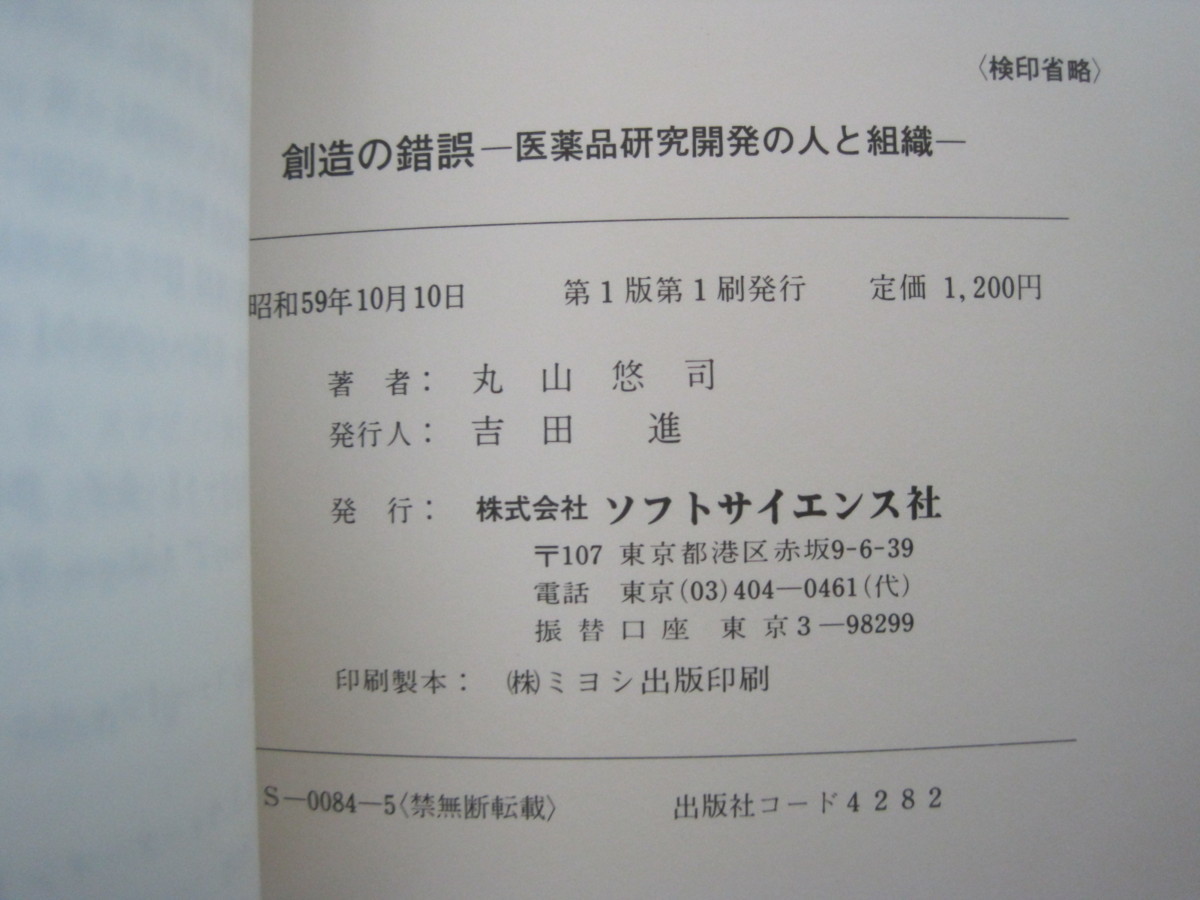 〈検印省略〉
創造の錯誤―医薬品研究開発の人と組織―
昭和59年10月10日　第1版第1刷発行　定価 1,200円
著　者：　丸　山　悠　司
発行人：　吉　田　　進
発　行：　株式会社 ソフトサイエンス社
〒107　東京都港区赤坂9-6-39
電話　東京(03)404―0461(代)
振替口座　東京3―98299
印刷製本：　㈱ミヨシ出版印刷
S―0084―5〈禁無断転載〉　出版社コード4282